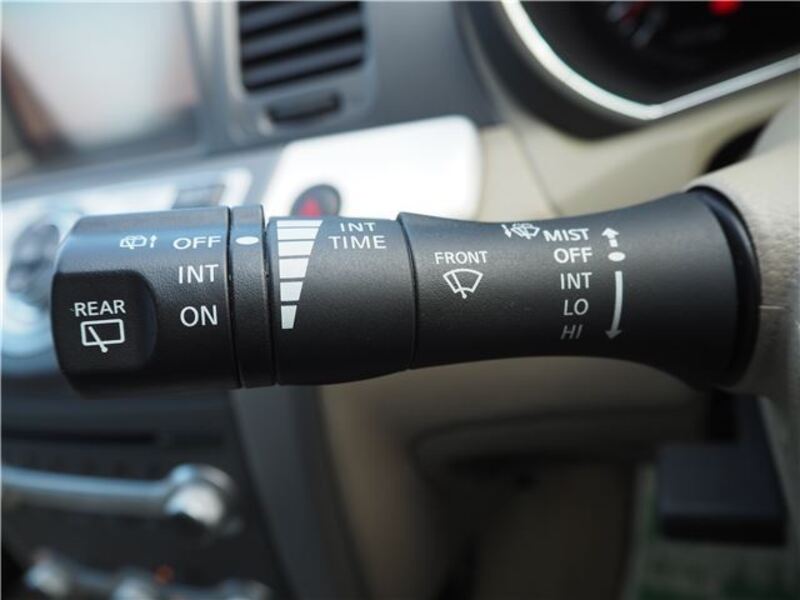 OFF
INT
ON
REAR
INT
TIME
FRONT
MIST
OFF
INT
LO
HI